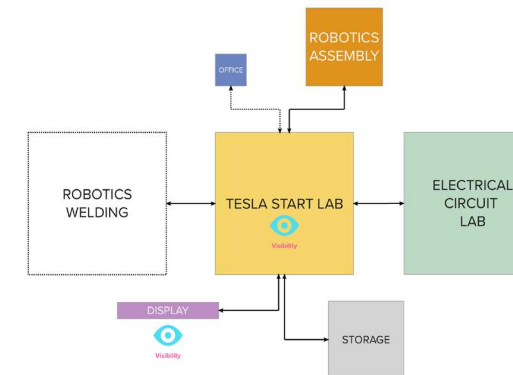 ROBOTICS
ASSEMBLY
OFFICE
ROBOTICS
WELDING
TESLA START LAB
Visibility
ELECTRICAL
CIRCUIT
LAB
DISPLAY
Visibility
STORAGE